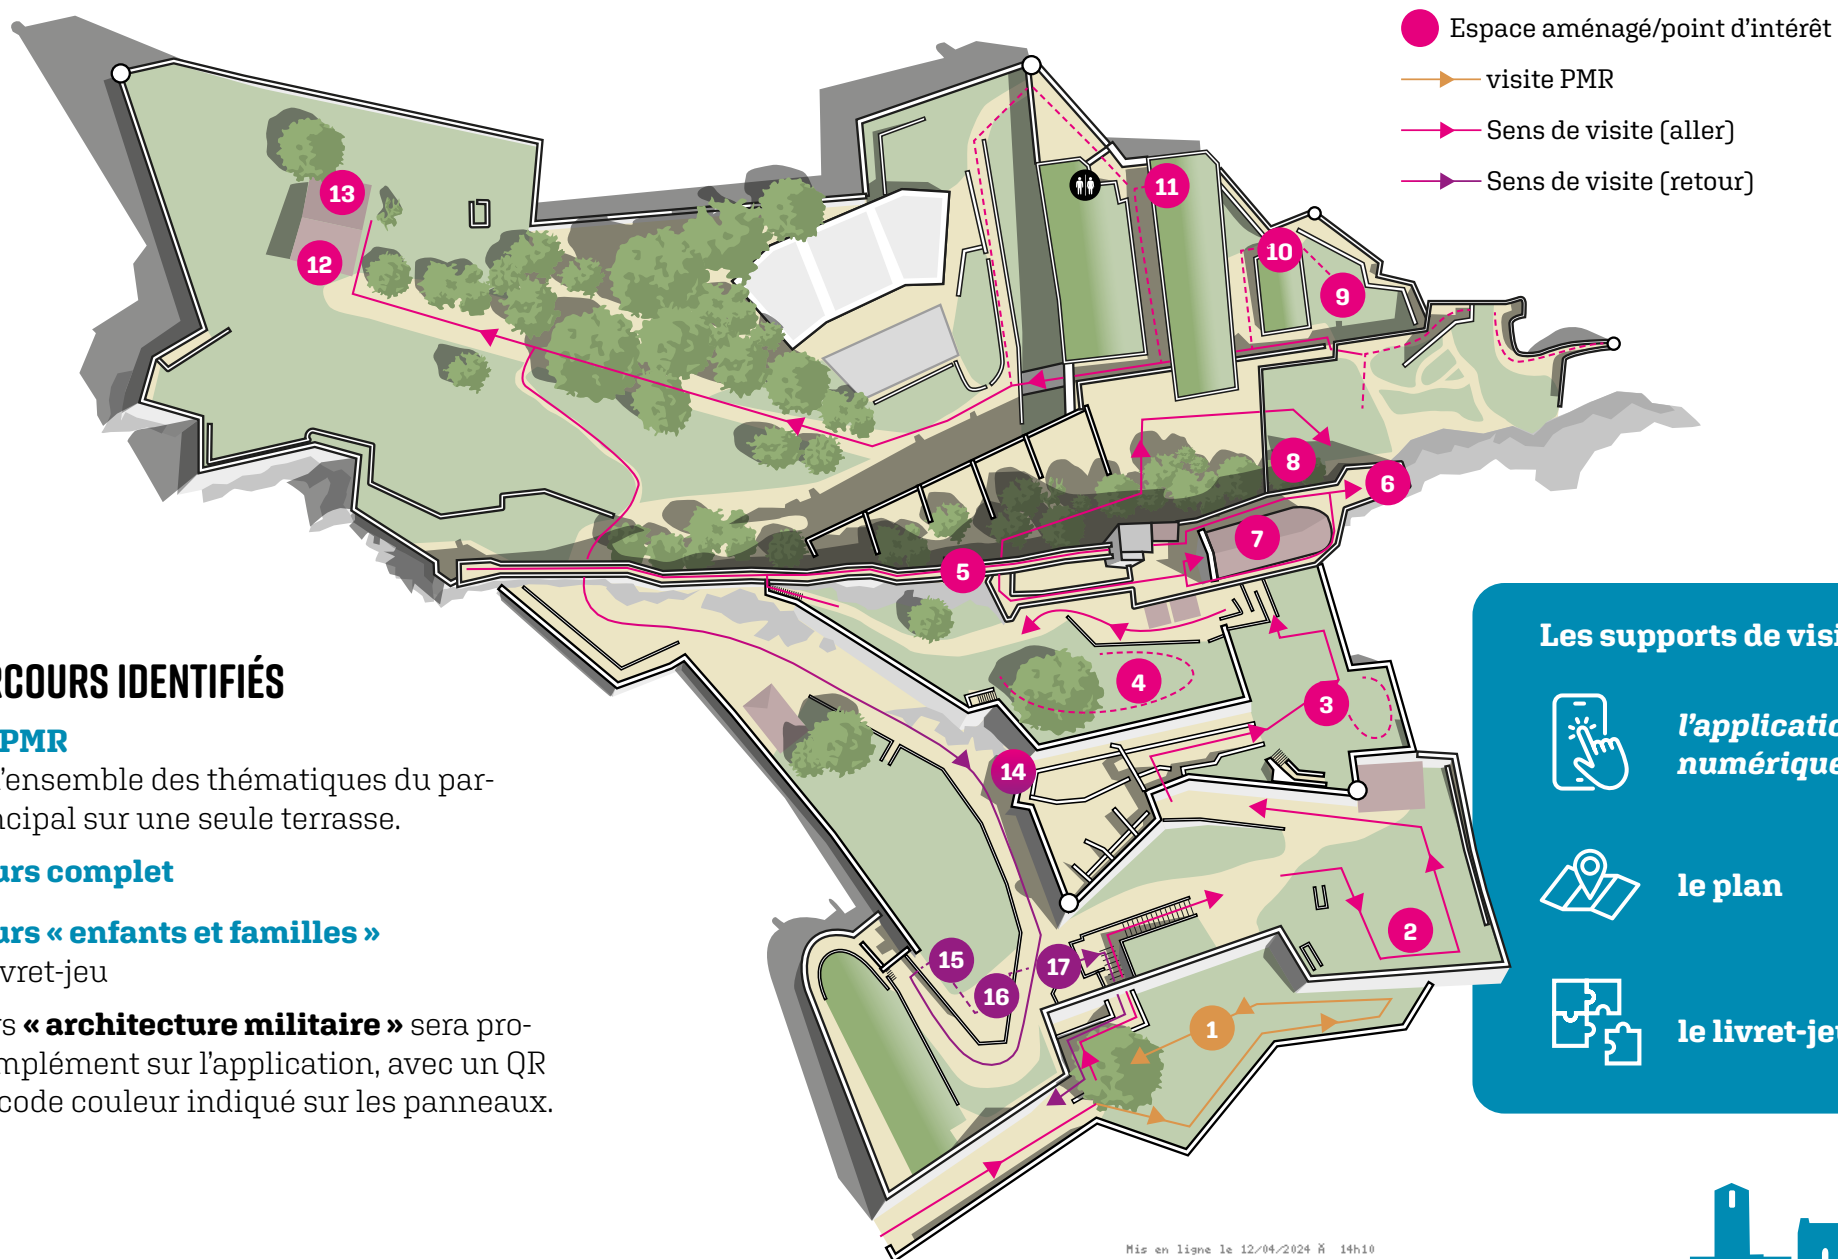 Espace aménagé/point d'intérêt
visite PMR
Sens de visite (aller)
Sens de visite (retour)
13
12
11
10
9
8
6
7
5
4
3
14
2
15
16
17
1
RCOURS IDENTIFIÉS
PMR
l'ensemble des thématiques du par-
ncipal sur une seule terrasse.
urs complet
urs « enfants et familles »
ivret-jeu
rs « architecture militaire » sera pro-
mplément sur l'application, avec un QR
code couleur indiqué sur les panneaux.
Les supports de visi
l'applicatio
numérique
le plan
le livret-jeu
Mis en ligne le 12/04/2024 Ã 14h10